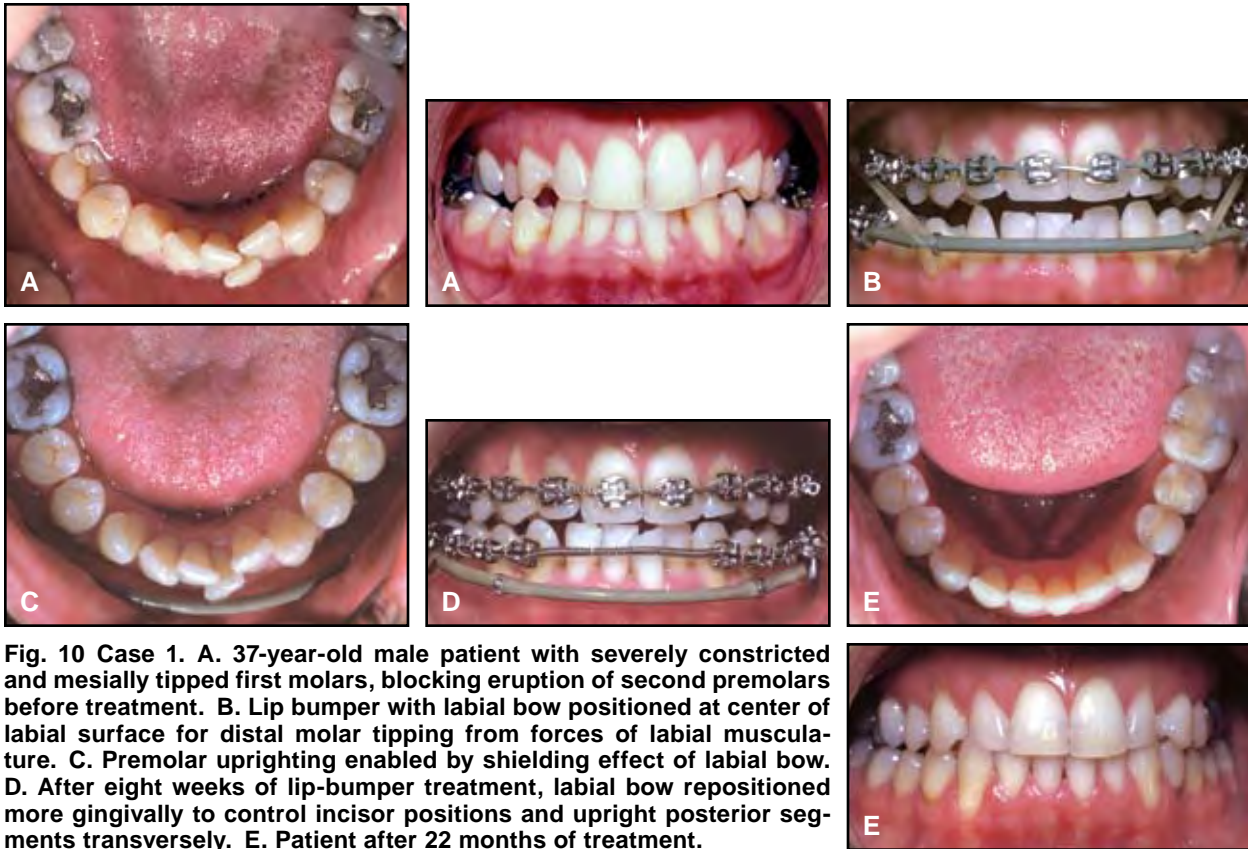 A
A
B
C
D
E
Fig. 10 Case 1. A. 37-year-old male patient with severely constricted
and mesially tipped first molars, blocking eruption of second premolars
before treatment. B. Lip bumper with labial bow positioned at center of
labial surface for distal molar tipping from forces of labial muscula-
ture. C. Premolar uprighting enabled by shielding effect of labial bow.
D. After eight weeks of lip-bumper treatment, labial bow repositioned
more gingivally to control incisor positions and upright posterior seg-
ments transversely. E. Patient after 22 months of treatment.
E